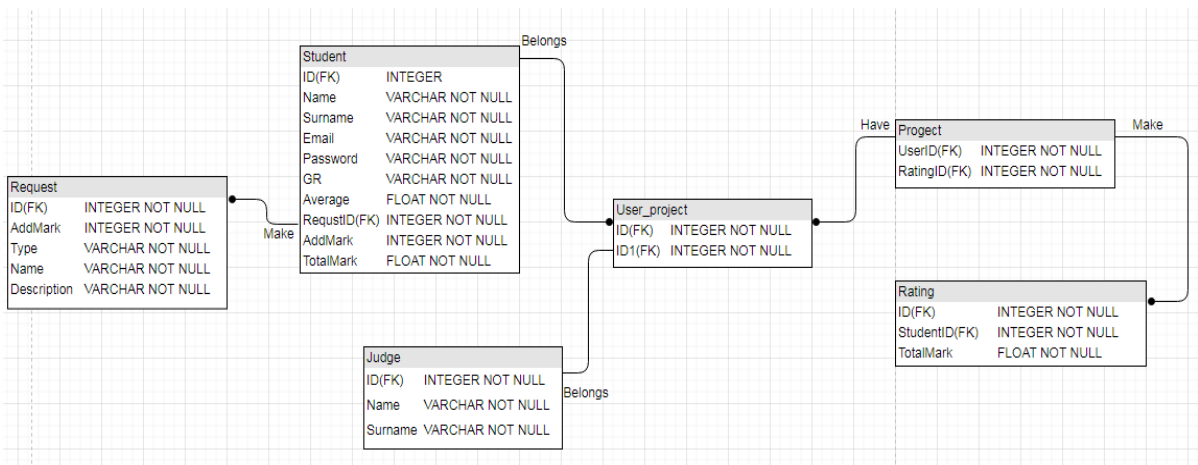 Belongs
Student
ID(FK) INTEGER
Name VARCHAR NOT NULL
Surname VARCHAR NOT NULL
Email VARCHAR NOT NULL
Password VARCHAR NOT NULL
GR VARCHAR NOT NULL
Average FLOAT NOT NULL
RequstID(FK) INTEGER NOT NULL
AddMark INTEGER NOT NULL
TotalMark FLOAT NOT NULL
Request
ID(FK) INTEGER NOT NULL
AddMark INTEGER NOT NULL
Type VARCHAR NOT NULL
Name VARCHAR NOT NULL
Description VARCHAR NOT NULL
Make
User_project
ID(FK) INTEGER NOT NULL
ID1(FK) INTEGER NOT NULL
Have
Progect
UserID(FK) INTEGER NOT NULL
RatingID(FK) INTEGER NOT NULL
Make
Rating
ID(FK) INTEGER NOT NULL
StudentID(FK) INTEGER NOT NULL
TotalMark FLOAT NOT NULL
Judge
ID(FK) INTEGER NOT NULL
Name VARCHAR NOT NULL
Surname VARCHAR NOT NULL
Belongs